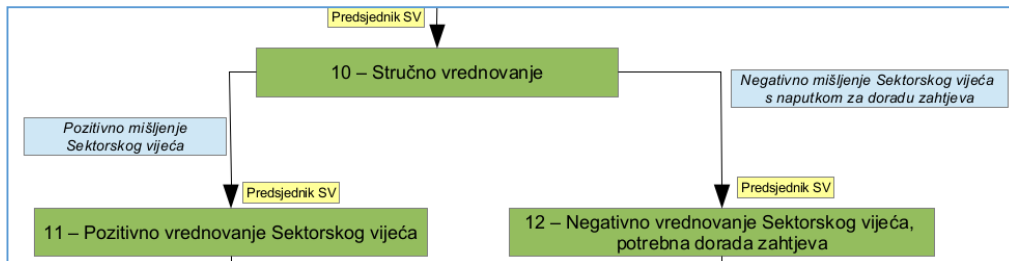 Predsjednik SV
10 – Stručno vrednovanje
Negativno mišljenje Sektorskog vijeća
s naputkom za doradu zahtjeva
Pozitivno mišljenje
Sektorskog vijeća
Predsjednik SV
Predsjednik SV
11 – Pozitivno vrednovanje Sektorskog vijeća
12 – Negativno vrednovanje Sektorskog vijeća,
potrebna dorada zahtjeva